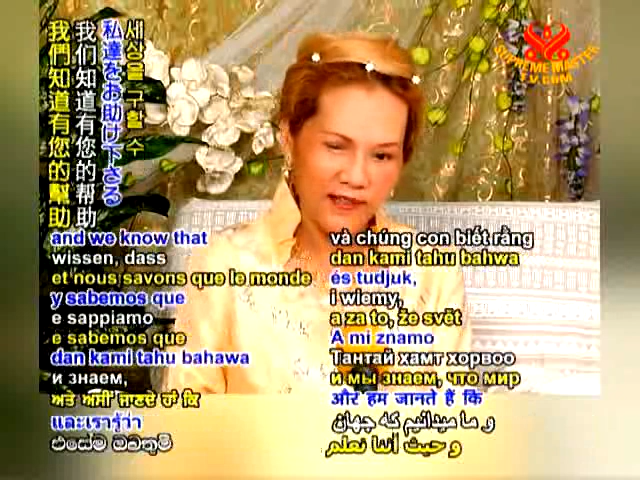 SUPREME MASTER
TV.COM
세상을 구할 수
私達をお助け下さる
我们知道有您的帮助
我們知道有您的幫助
and we know that
wissen, dass
et nous savons que le monde
y sabemos que
e sappiamo
e sabemos que
dan kami tahu bahawa
и знаем,
ਅਤੇ ਅਸੀਂ ਜਾਣਦੇ ਹਾਂ ਕਿ
และเรารู้ว่า
và chúng con biết rằng
dan kami tahu bahwa
és tudjuk,
i wiemy,
a za to, že svět
A mi znamo
Тантай хамт хорвоо
и мы знаем, что мир
और हम जानते हैं कि
و ما میدانیم که جهان
و حيث أننا نعلم